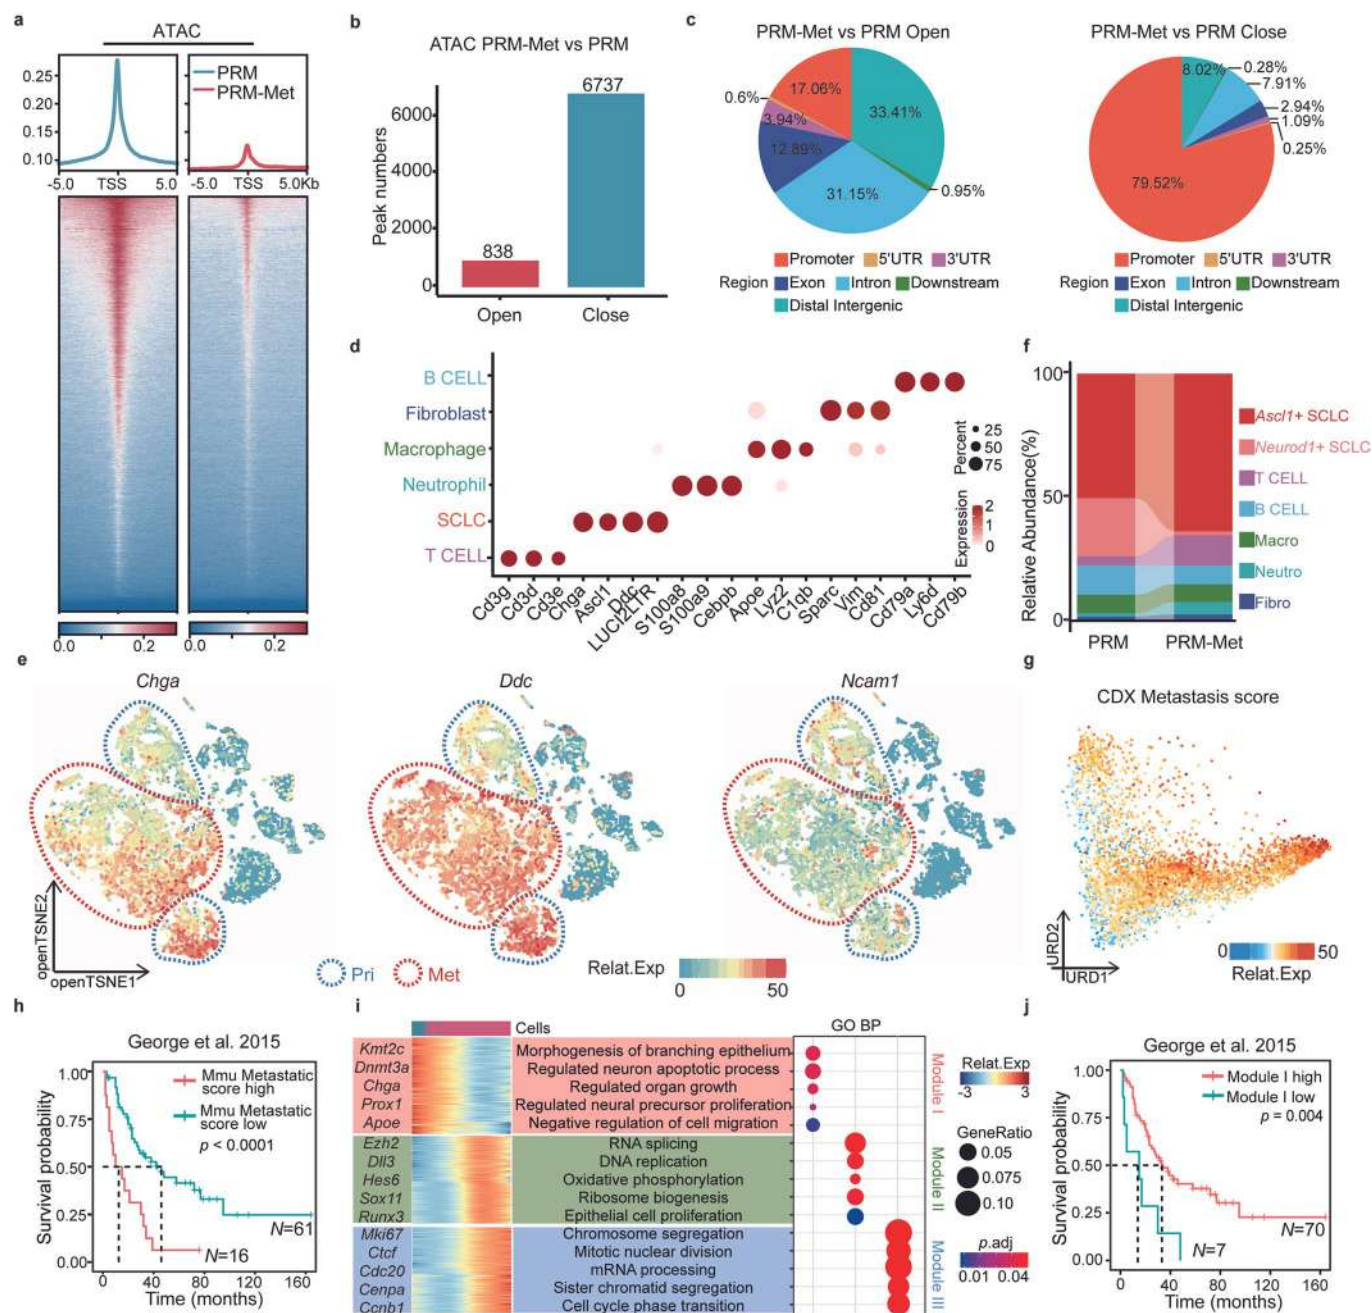 a
ATAC
PRM
PRM-Met
0.25
0.20
0.15
0.10
-5.0 TSS 5.0
-5.0 TSS 5.0Kb
0.0 0.2
0.0 0.2
b
ATAC PRM-Met vs PRM
Peak numbers
6000
4000
2000
0
838
6737
Open Close
c
PRM-Met vs PRM Open
17.06%
0.6%
3.94%
12.89%
31.15%
33.41%
0.95%
Promoter 5'UTR 3'UTR
Region Exon Intron Downstream
Distal Intergenic
PRM-Met vs PRM Close
8.02%
0.28%
7.91%
2.94%
1.09%
0.25%
79.52%
Promoter 5'UTR 3'UTR
Region Exon Intron Downstream
Distal Intergenic
d
B CELL
Fibroblast
Macrophage
Neutrophil
SCLC
T CELL
Cd3g
Cd3d
Cd3e
Chga
Ascl1
Ddc
LUCI2LTR
S100a8
S100a9
Cebpb
Apoe
Lyz2
C1qb
Sparc
Vim
Cd81
Cd79a
Ly6d
Cd79b
Percent
25
50
75
Expression
2
1
0
f
Relative Abundance(%)
100
50
0
PRM PRM-Met
Ascl1+ SCLC
Neurod1+ SCLC
T CELL
B CELL
Macro
Neutro
Fibro
e
Chga
Ddc
Ncam1
openTSNE2
openTSNE1
Pri
Met
Relat.Exp
0 50
g
CDX Metastasis score
URD2
URD1
0 50
Relat.Exp
h
George et al. 2015
Survival probability
1.00
0.75
0.50
0.25
0.00
Mmu Metastatic
score high
Mmu Metastatic
score low
p < 0.0001
N=61
N=16
0 40 80 120 160
Time (months)
i
Cells
GO BP
Kmt2c Morphogenesis of branching epithelium
Dnmt3a Regulated neuron apoptotic process
Chga Regulated organ growth
Prox1 Regulated neural precursor proliferation
Apoe Negative regulation of cell migration
Module I
Ezh2 RNA splicing
Dll3 DNA replication
Hes6 Oxidative phosphorylation
Sox11 Ribosome biogenesis
Runx3 Epithelial cell proliferation
Module II
Mki67 Chromosome segregation
Ctcf Mitotic nuclear division
Cdc20 mRNA processing
Cenpa Sister chromatid segregation
Ccnb1 Cell cycle phase transition
Module III
Relat.Exp
-3 3
GeneRatio
0.05
0.075
0.10
p.adj
0.01 0.04
j
George et al. 2015
Survival probability
1.00
0.75
0.50
0.25
0.00
Module I high
Module I low
p = 0.004
N=70
N=7
0 40 80 120 160
Time (months)